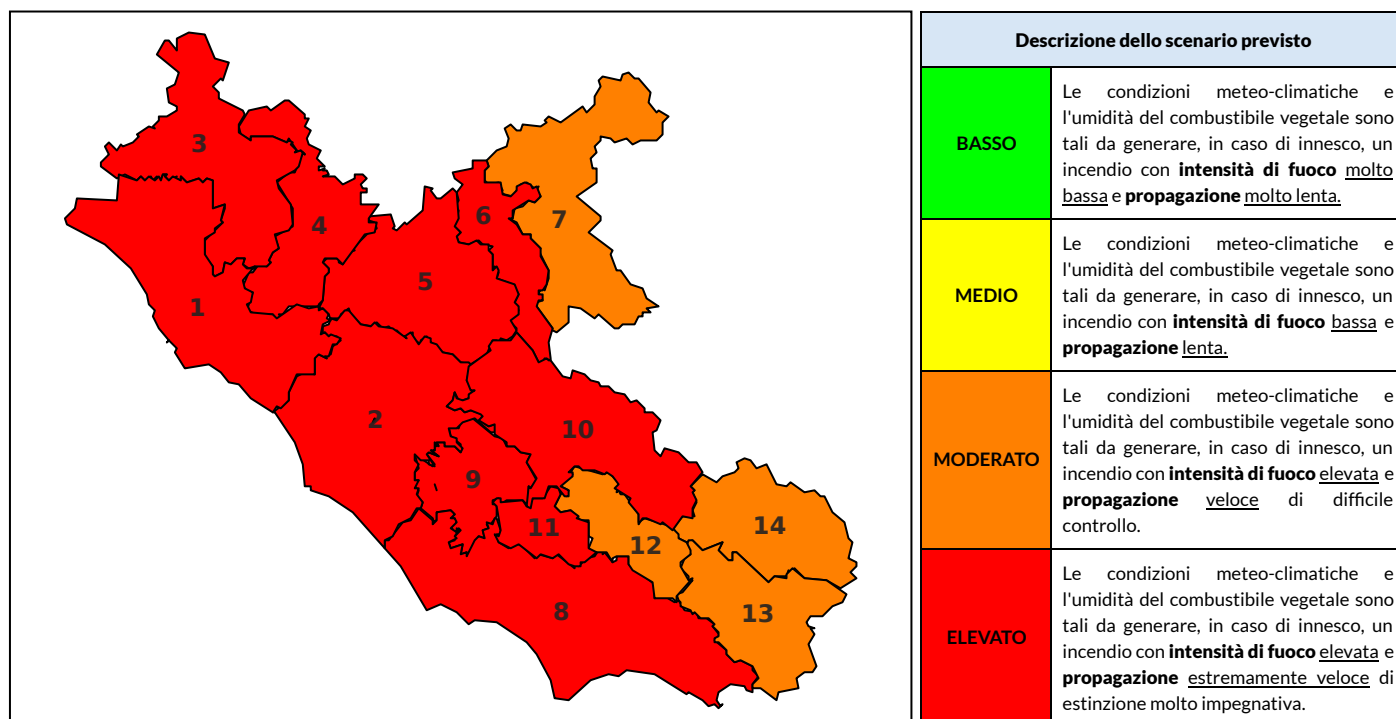 3
4
6
7
5
1
2
10
9
11
12
14
8
13
Descrizione dello scenario previsto
BASSO
Le condizioni meteo-climatiche e
l'umidità del combustibile vegetale sono
tali da generare, in caso di innesco, un
incendio con intensità di fuoco molto
bassa e propagazione molto lenta.
MEDIO
Le condizioni meteo-climatiche e
l'umidità del combustibile vegetale sono
tali da generare, in caso di innesco, un
incendio con intensità di fuoco bassa e
propagazione lenta.
MODERATO
Le condizioni meteo-climatiche e
l'umidità del combustibile vegetale sono
tali da generare, in caso di innesco, un
incendio con intensità di fuoco elevata e
propagazione veloce di difficile
controllo.
ELEVATO
Le condizioni meteo-climatiche e
l'umidità del combustibile vegetale sono
tali da generare, in caso di innesco, un
incendio con intensità di fuoco elevata e
propagazione estremamente veloce di
estinzione molto impegnativa.